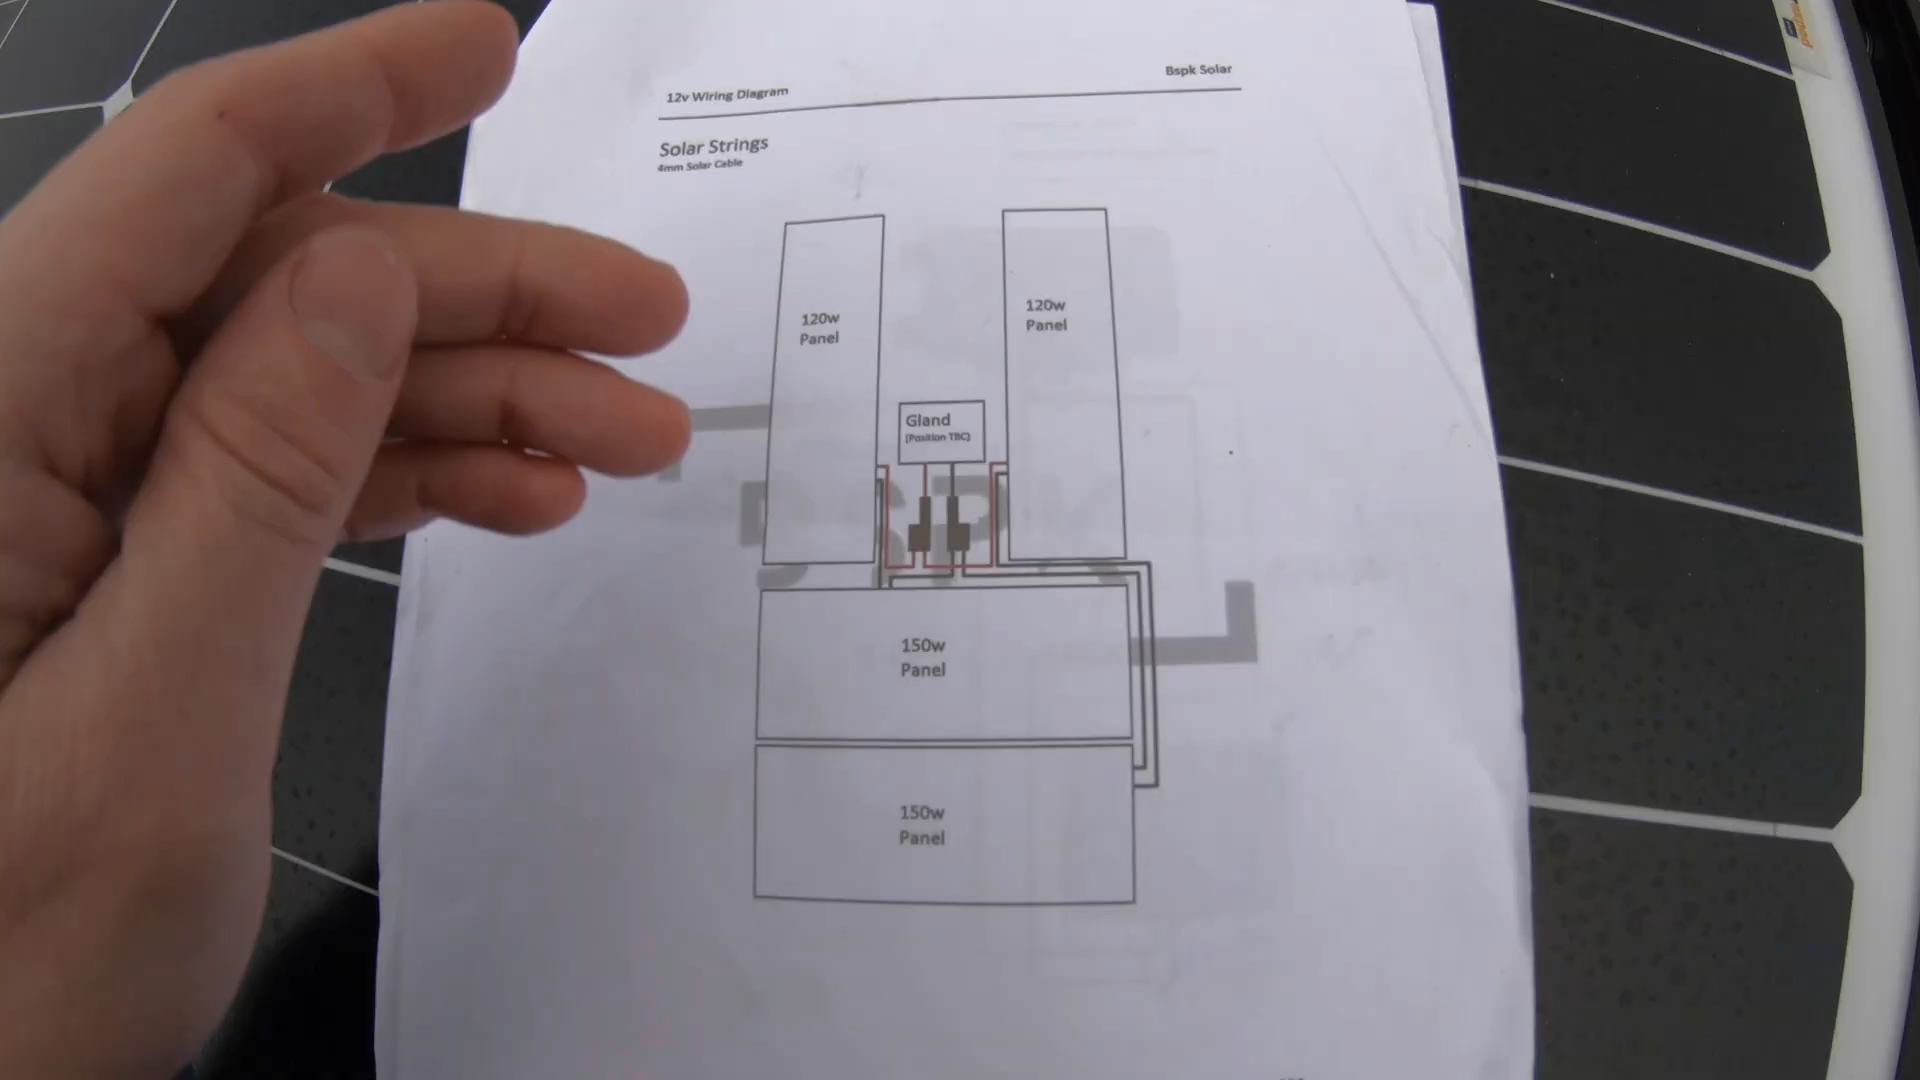 12v Wiring Diagram
Bspk Solar
Solar Strings
4mm Solar Cable
120w
Panel
120w
Panel
Gland
(Position TBC)
150w
Panel
150w
Panel